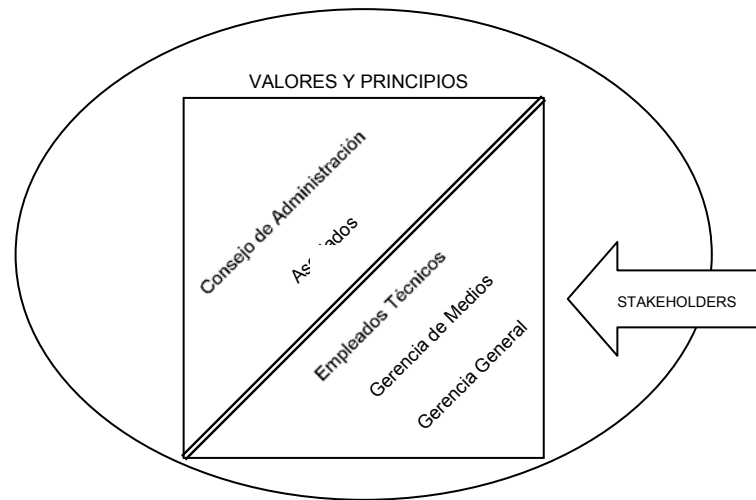 VALORES Y PRINCIPIOS
Consejo de Administración
Empleados Técnicos
Gerencia de Medios
Gerencia General
STAKEHOLDERS